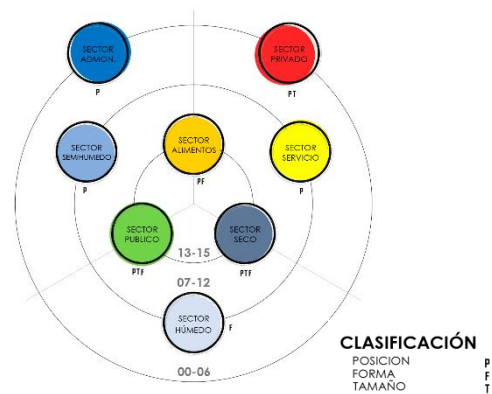 SECTOR
ADMON.
P
SECTOR
PRIVADO
PT
SECTOR
SEMIHUMEDO
P
SECTOR
ALIMENTOS
PF
SECTOR
SERVICIO
P
SECTOR
PUBLICO
PTF
SECTOR
SECO
PTF
13-15
07-12
SECTOR
HÚMEDO
F
00-06
CLASIFICACIÓN
POSICION P
FORMA F
TAMAÑO T